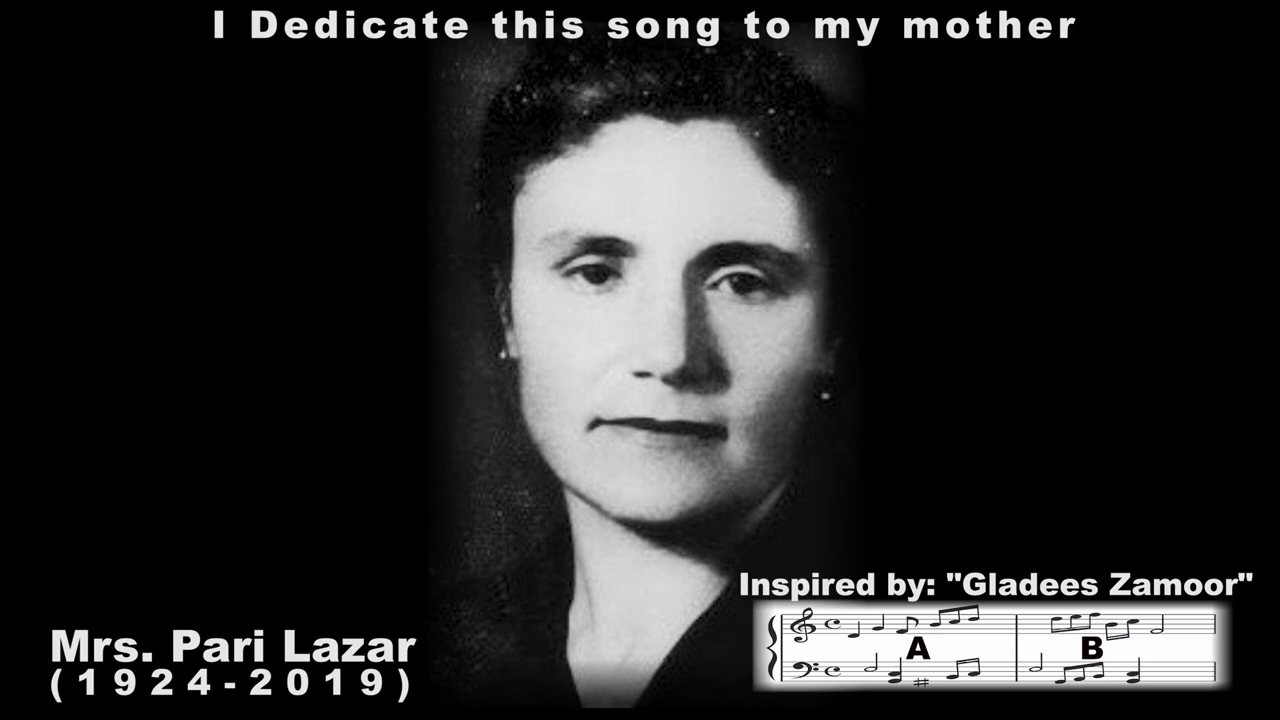 I Dedicate this song to my mother
Inspired by: "Gladees Zamoor"
A B
Mrs. Pari Lazar
(1924-2019)